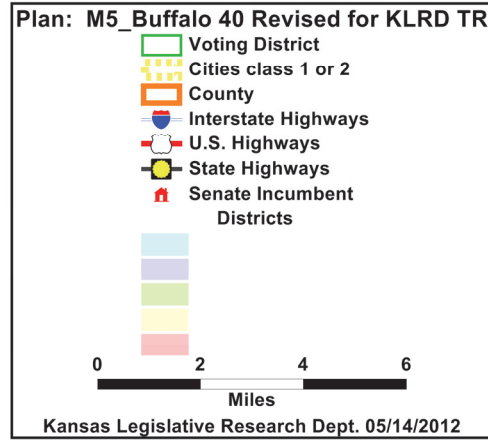 Plan: M5_Buffalo 40 Revised for KLRD TR
Voting District
Cities class 1 or 2
County
Interstate Highways
U.S. Highways
State Highways
Senate Incumbent
Districts
0 2 4 6
Miles
Kansas Legislative Research Dept. 05/14/2012